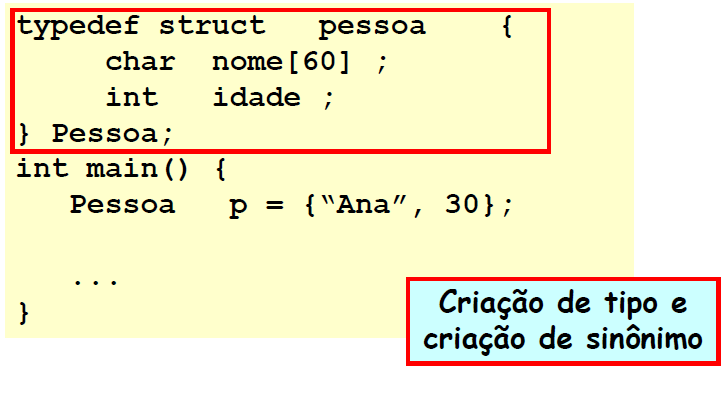 typedef struct   pessoa    {
     char  nome[60] ;
     int   idade ;
} Pessoa;
int main() {
   Pessoa   p = {“Ana”, 30};
   ...
}
Criação de tipo e
criação de sinônimo